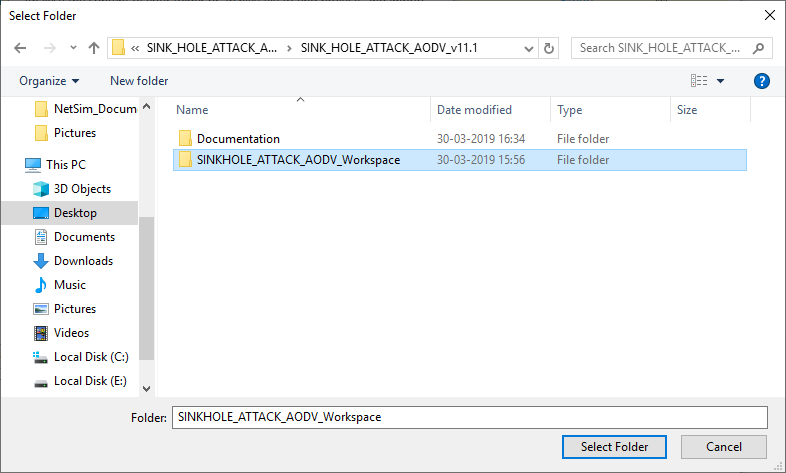 Select Folder
« SINK_HOLE_ATTACK_A... › SINK_HOLE_ATTACK_AODV_v11.1
Search SINK_HOLE_ATTACK_...
Organize New folder
?
NetSim_Docum
Pictures
This PC
3D Objects
Desktop
Documents
Downloads
Music
Pictures
Videos
Local Disk (C:)
Local Disk (E:)
Name Date modified Type Size
Documentation 30-03-2019 16:34 File folder
SINKHOLE_ATTACK_AODV_Workspace 30-03-2019 15:56 File folder
Folder: SINKHOLE_ATTACK_AODV_Workspace
Select Folder Cancel